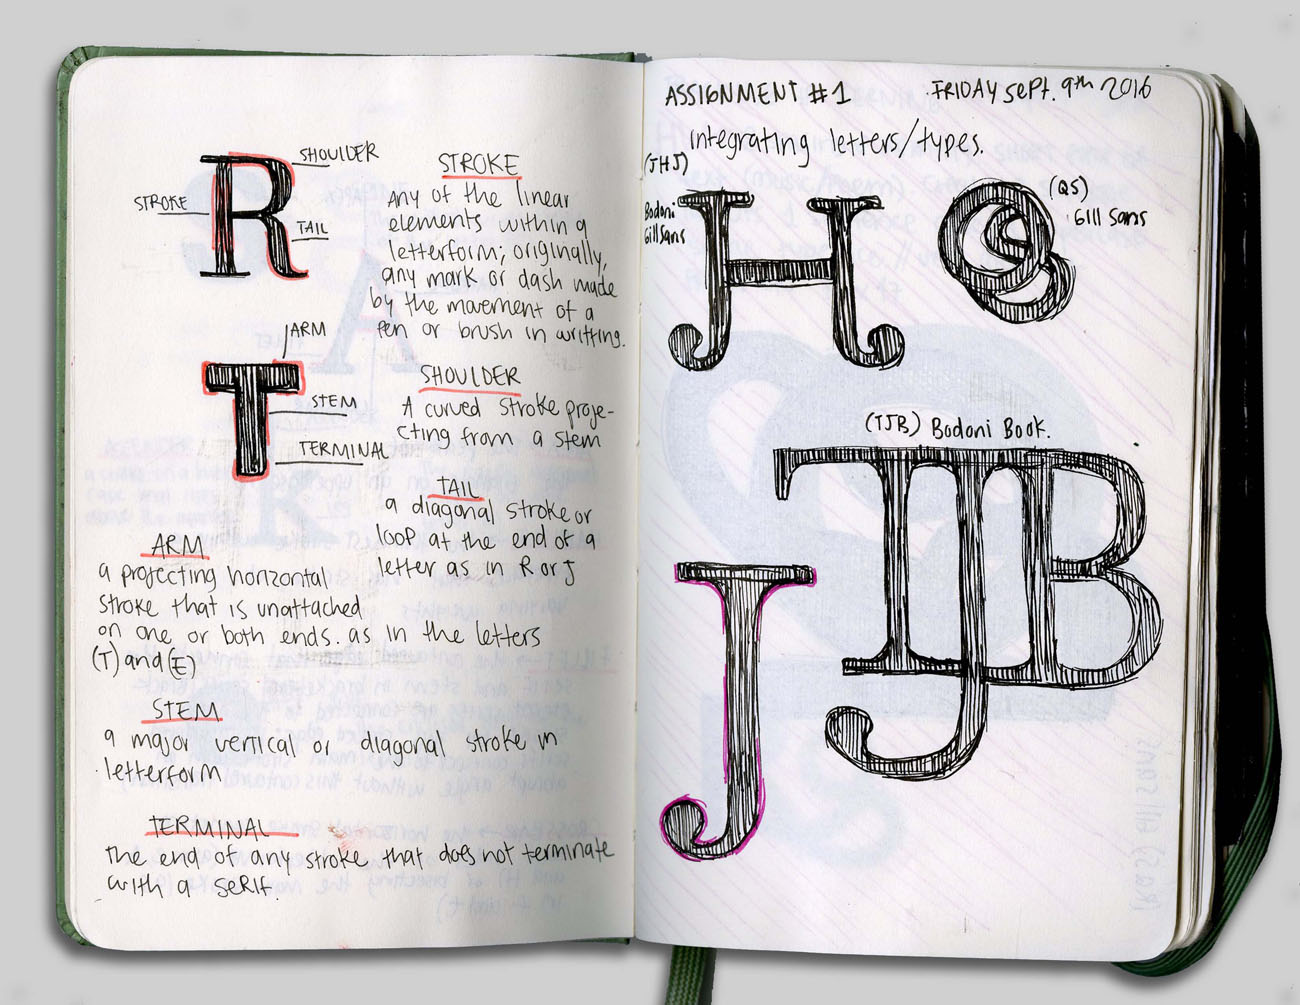 SHOULDER
STROKE
TAIL
R
ARM
STEM
TERMINAL
T
STROKE
Any of the linear
elements within a
letterform; originally,
any mark or dash made
by the movement of a
pen or brush in writting.
SHOULDER
A curved stroke proje-
cting from a stem
TAIL
a diagonal stroke or
loop at the end of a
letter as in R or J
ARM
a projecting horizontal
stroke that is unattached
on one or both ends. as in the letters
(T) and (E)
STEM
a major vertical or diagonal stroke in
letterform
TERMINAL
the end of any stroke that does not terminate
with a serif.
ASSIGNMENT #1 FRIDAY SEPT. 9th 2016
Integrating letters/types.
(JHJ)
Bodoni
Gill Sans
JHJ
(QS)
Gill Sans
QS
(TJB) Bodoni Book.
TJB
J